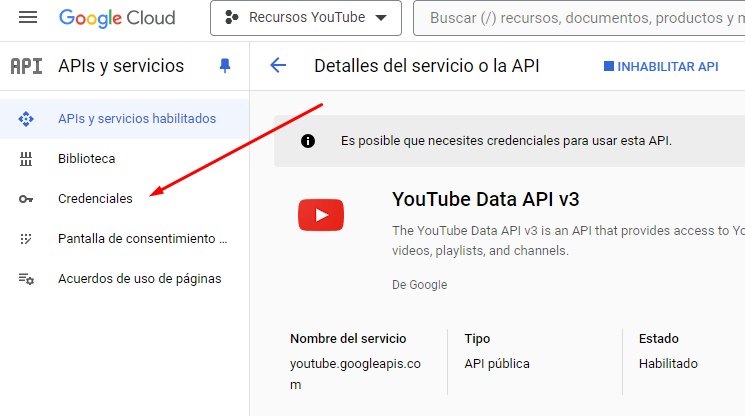 Google Cloud
Recursos YouTube
Buscar (/) recursos, documentos, productos y m
API
APIs y servicios
Detalles del servicio o la API
INHABILITAR API
APIs y servicios habilitados
Biblioteca
Credenciales
Pantalla de consentimiento ...
Acuerdos de uso de páginas
Es posible que necesites credenciales para usar esta API.
YouTube Data API v3
The YouTube Data API v3 is an API that provides access to Yo
videos, playlists, and channels.
De Google
Nombre del servicio
youtube.googleapis.co
m
Tipo
API pública
Estado
Habilitado